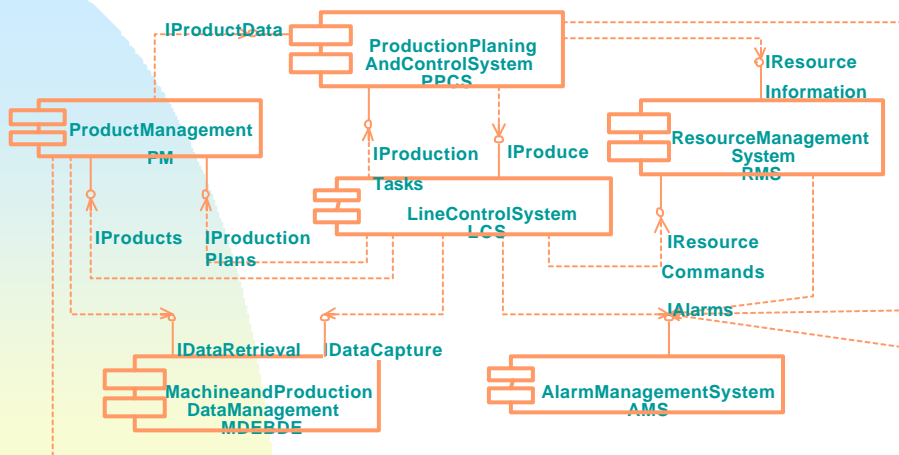 IProductData
ProductionPlaning
AndControlSystem
PPCS
IResource
Information
ProductManagement
PM
IProduction
Tasks
IProduce
ResourceManagement
System
RMS
LineControlSystem
LCS
IProducts
IProduction
Plans
IResource
Commands
IAlarms
IDataRetrieval
IDataCapture
MachineandProduction
DataManagement
MDEBDE
AlarmManagementSystem
AMS